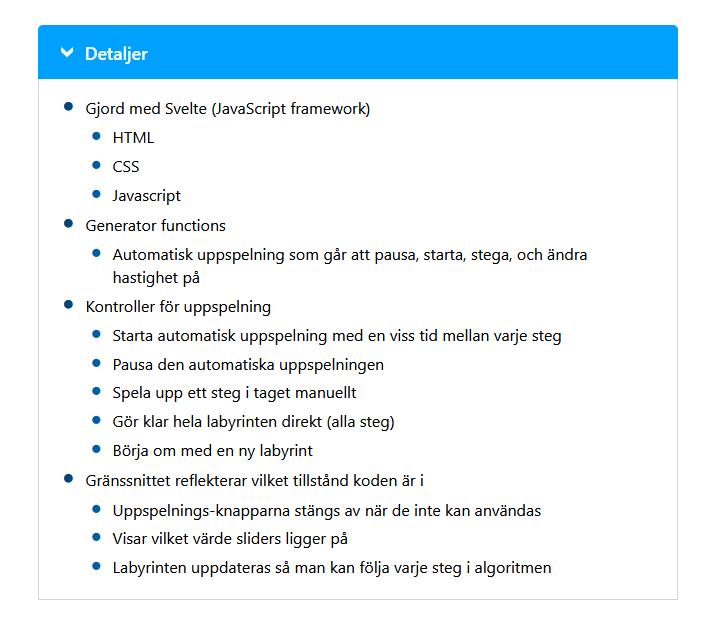 Detaljer
Gjord med Svelte (JavaScript framework)
HTML
CSS
Javascript
Generator functions
Automatisk uppspelning som går att pausa, starta, stega, och ändra
hastighet på
Kontroller för uppspelning
Starta automatisk uppspelning med en viss tid mellan varje steg
Pausa den automatiska uppspelningen
Spela upp ett steg i taget manuellt
Gör klar hela labyrinten direkt (alla steg)
Börja om med en ny labyrint
Gränssnittet reflekterar vilket tillstånd koden är i
Uppspelnings-knapparna stängs av när de inte kan användas
Visar vilket värde sliders ligger på
Labyrinten uppdateras så man kan följa varje steg i algoritmen